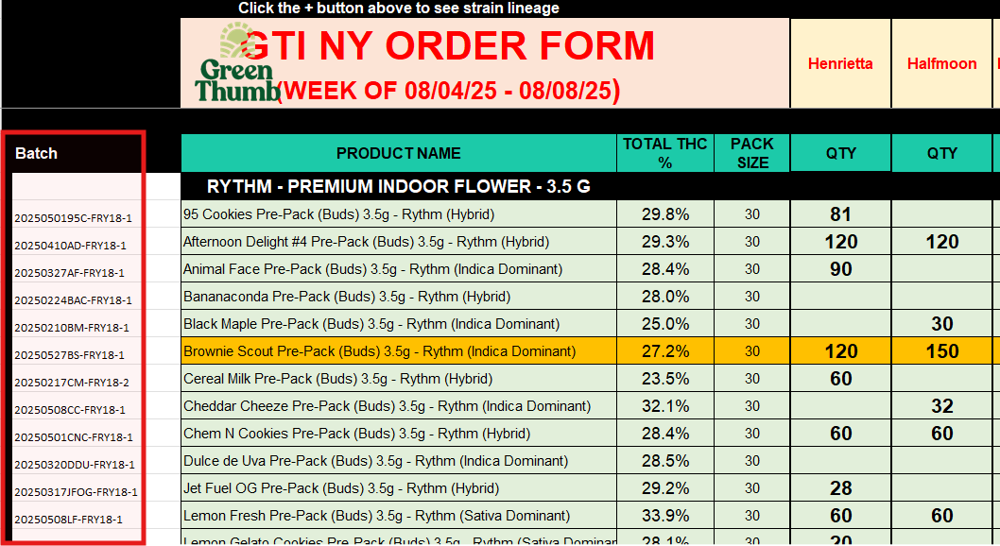 Click the + button above to see strain lineage
Green Thumb
GTI NY ORDER FORM
(WEEK OF 08/04/25 - 08/08/25)
Henrietta Halfmoon
Batch PRODUCT NAME TOTAL THC % PACK SIZE QTY QTY
RYTHM - PREMIUM INDOOR FLOWER - 3.5 G
2025050195C-FRY18-1 95 Cookies Pre-Pack (Buds) 3.5g - Rythm (Hybrid) 29.8% 30 81
20250410AD-FRY18-1 Afternoon Delight #4 Pre-Pack (Buds) 3.5g - Rythm (Hybrid) 29.3% 30 120 120
20250327AF-FRY18-1 Animal Face Pre-Pack (Buds) 3.5g - Rythm (Indica Dominant) 28.4% 30 90
20250224BAC-FRY18-1 Bananaconda Pre-Pack (Buds) 3.5g - Rythm (Hybrid) 28.0% 30
20250210BM-FRY18-1 Black Maple Pre-Pack (Buds) 3.5g - Rythm (Indica Dominant) 25.0% 30 30
20250527BS-FRY18-1 Brownie Scout Pre-Pack (Buds) 3.5g - Rythm (Indica Dominant) 27.2% 30 120 150
20250217CM-FRY18-2 Cereal Milk Pre-Pack (Buds) 3.5g - Rythm (Hybrid) 23.5% 30 60
20250508CC-FRY18-1 Cheddar Cheeze Pre-Pack (Buds) 3.5g - Rythm (Indica Dominant) 32.1% 30 32
20250501CNC-FRY18-1 Chem N Cookies Pre-Pack (Buds) 3.5g - Rythm (Hybrid) 28.4% 30 60 60
20250320DDU-FRY18-1 Dulce de Uva Pre-Pack (Buds) 3.5g - Rythm (Indica Dominant) 28.5% 30
20250317JFOG-FRY18-1 Jet Fuel OG Pre-Pack (Buds) 3.5g - Rythm (Hybrid) 29.2% 30 28
20250508LF-FRY18-1 Lemon Fresh Pre-Pack (Buds) 3.5g - Rythm (Sativa Dominant) 33.9% 30 60 60
Lemon Gelato Cookies Pre-Pack (Buds) 3.5g - Rythm (Sativa Dominan 28.1% 30 20